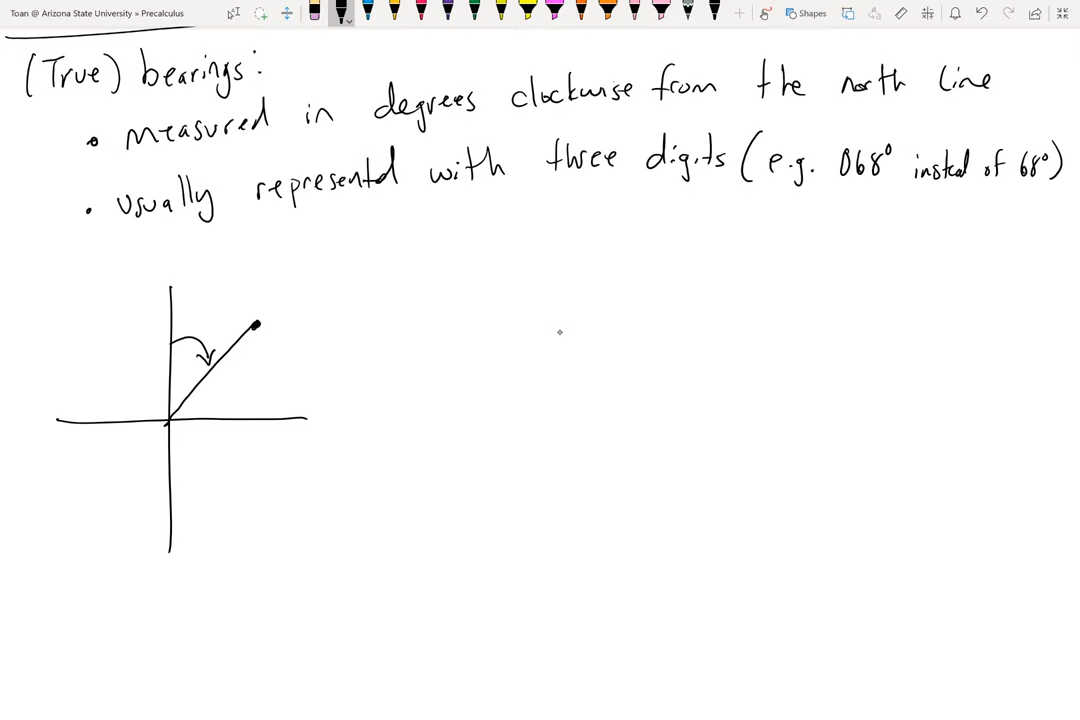 Toan @ Arizona State University » Precalculus
Shapes
(True) bearings:
• measured in degrees clockwise from the north line
• usually representd with three digits (e.g. 068° instead of 68°)